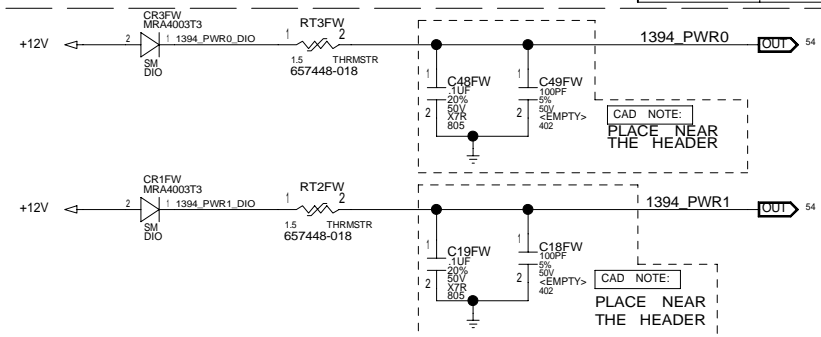 CR3FW
MRA4003T3
+12V
2
1
1394_PWR0_DIO
SM
DIO
RT3FW
1
2
1.5
THRMSTR
657448-018
1394_PWR0
OUT
54
1
C48FW
.1UF
20%
50V
2
X7R
805
1
C49FW
100PF
5%
50V
2
<EMPTY>
402
CAD NOTE:
PLACE NEAR
THE HEADER
CR1FW
MRA4003T3
+12V
2
1
1394_PWR1_DIO
SM
DIO
RT2FW
1
2
1.5
THRMSTR
657448-018
1394_PWR1
OUT
54
1
C19FW
.1UF
20%
50V
2
X7R
805
1
C18FW
100PF
5%
50V
2
<EMPTY>
402
CAD NOTE:
PLACE NEAR
THE HEADER